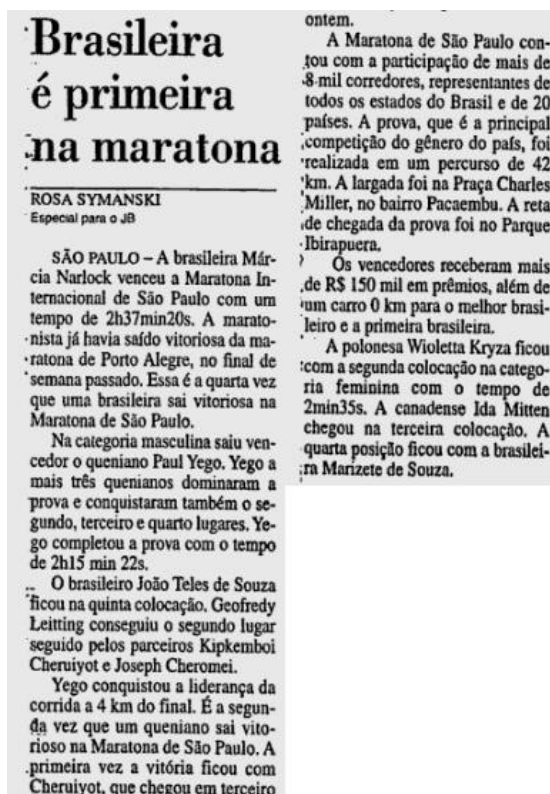 Brasileira
é primeira
na maratona
ROSA SYMANSKI
Especial para o JB
SÃO PAULO – A brasileira Már-
cia Narlock venceu a Maratona In-
ternacional de São Paulo com um
tempo de 2h37min20s. A marato-
nista já havia saído vitoriosa da ma-
ratona de Porto Alegre, no final de
semana passado. Essa é a quarta vez
que uma brasileira sai vitoriosa na
Maratona de São Paulo.
Na categoria masculina saiu ven-
cedor o queniano Paul Yego. Yego a
mais três quenianos dominaram a
prova e conquistaram também o se-
gundo, terceiro e quarto lugares. Ye-
go completou a prova com o tempo
de 2h15 min 22s.
O brasileiro João Teles de Souza
ficou na quinta colocação. Geofredy
Leitting conseguiu o segundo lugar
seguido pelos parceiros Kipkemboi
Cheruiyot e Joseph Cheromei.
Yego conquistou a liderança da
corrida a 4 km do final. É a segun-
da vez que um queniano sai vito-
rioso na Maratona de São Paulo. A
primeira vez a vitória ficou com
Cheruiyot, que chegou em terceiro
ontem.
A Maratona de São Paulo con-
tou com a participação de mais de
8 mil corredores, representantes de
todos os estados do Brasil e de 20
países. A prova, que é a principal
competição do gênero do país, foi
realizada em um percurso de 42
km. A largada foi na Praça Charles
Miller, no bairro Pacaembu. A reta
de chegada da prova foi no Parque
Ibirapuera.
Os vencedores receberam mais
de R$ 150 mil em prêmios, além de
um carro 0 km para o melhor brasi-
leiro e a primeira brasileira.
A polonesa Wioletta Kryza ficou
com a segunda colocação na catego-
ria feminina com o tempo de
2min35s. A canadense Ida Mitten
chegou na terceira colocação. A
quarta posição ficou com a brasilei-
ra Marizete de Souza.